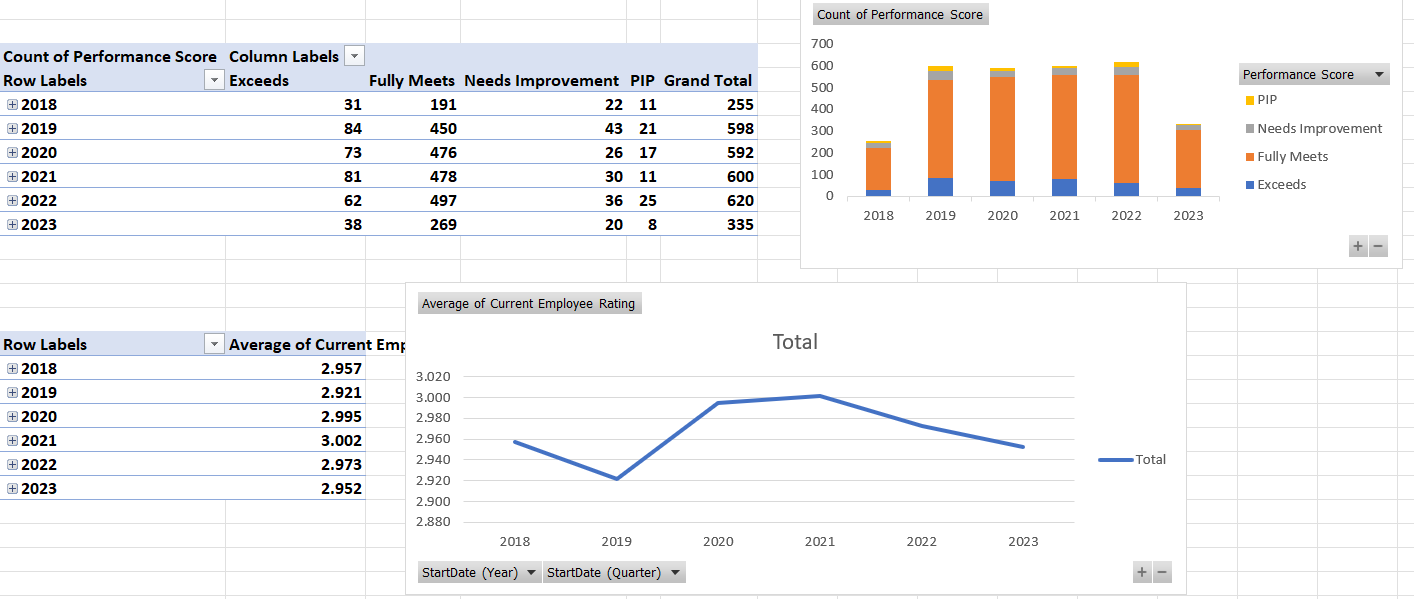 Count of Performance Score Column Labels
Row Labels Exceeds Fully Meets Needs Improvement PIP Grand Total
2018 31 191 22 11 255
2019 84 450 43 21 598
2020 73 476 26 17 592
2021 81 478 30 11 600
2022 62 497 36 25 620
2023 38 269 20 8 335
Count of Performance Score
700
600
500
400
300
200
100
0
2018 2019 2020 2021 2022 2023
Performance Score
PIP
Needs Improvement
Fully Meets
Exceeds
+ −
Row Labels Average of Current Emp
2018 2.957
2019 2.921
2020 2.995
2021 3.002
2022 2.973
2023 2.952
Average of Current Employee Rating
Total
3.020
3.000
2.980
2.960
2.940
2.920
2.900
2.880
2018 2019 2020 2021 2022 2023
Total
StartDate (Year) StartDate (Quarter)
+ −